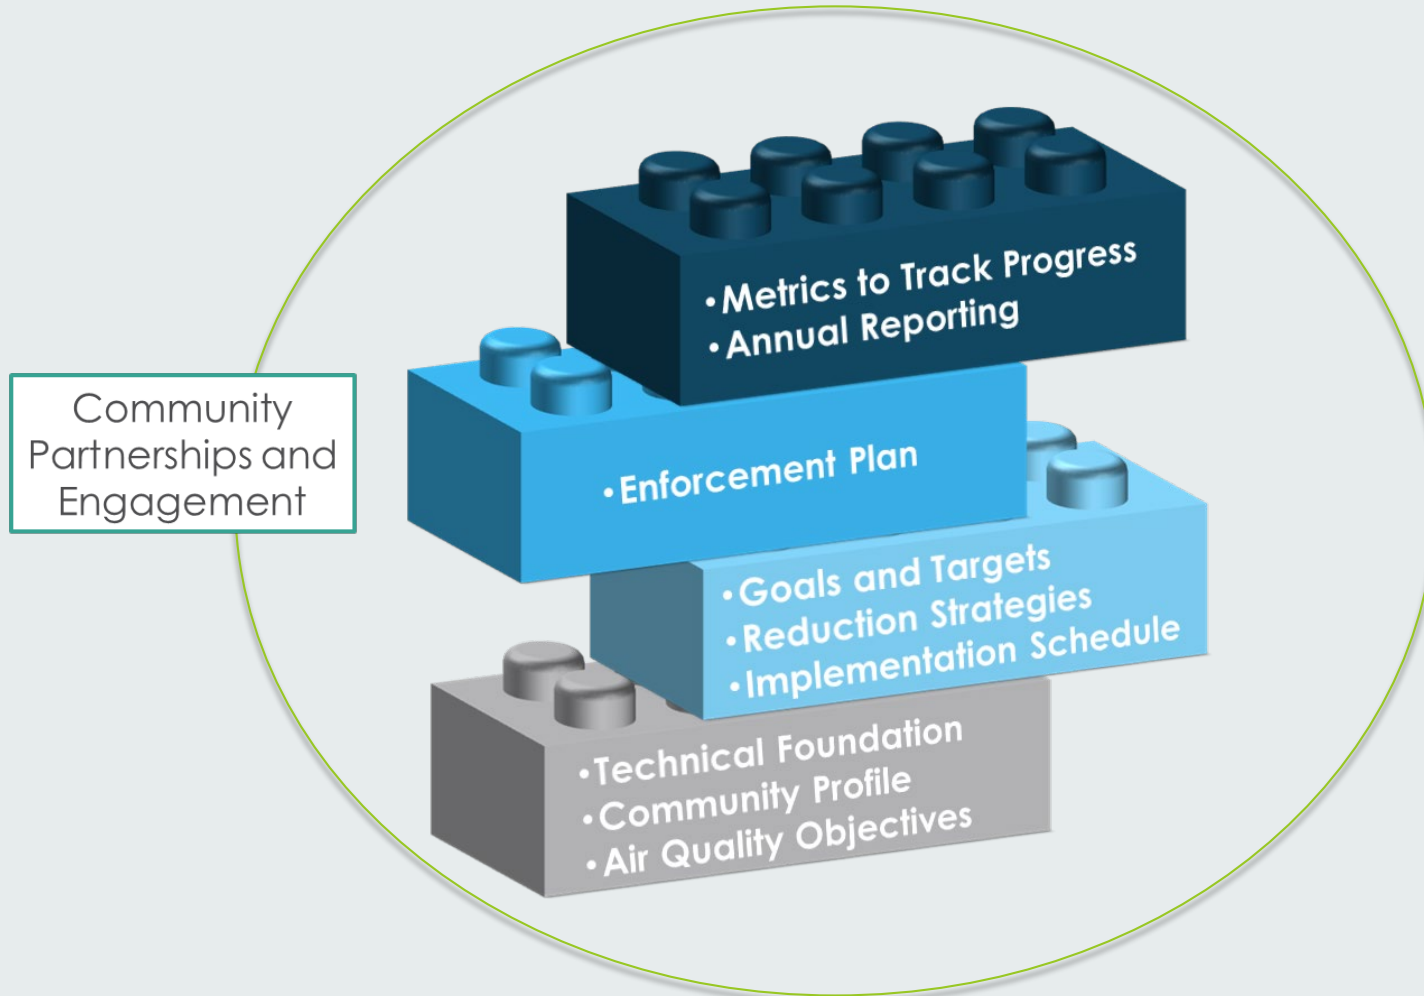 •Metrics to Track Progress
•Annual Reporting
Community
Partnerships and
Engagement
•Enforcement Plan
•Goals and Targets
•Reduction Strategies
•Implementation Schedule
•Technical Foundation
•Community Profile
•Air Quality Objectives